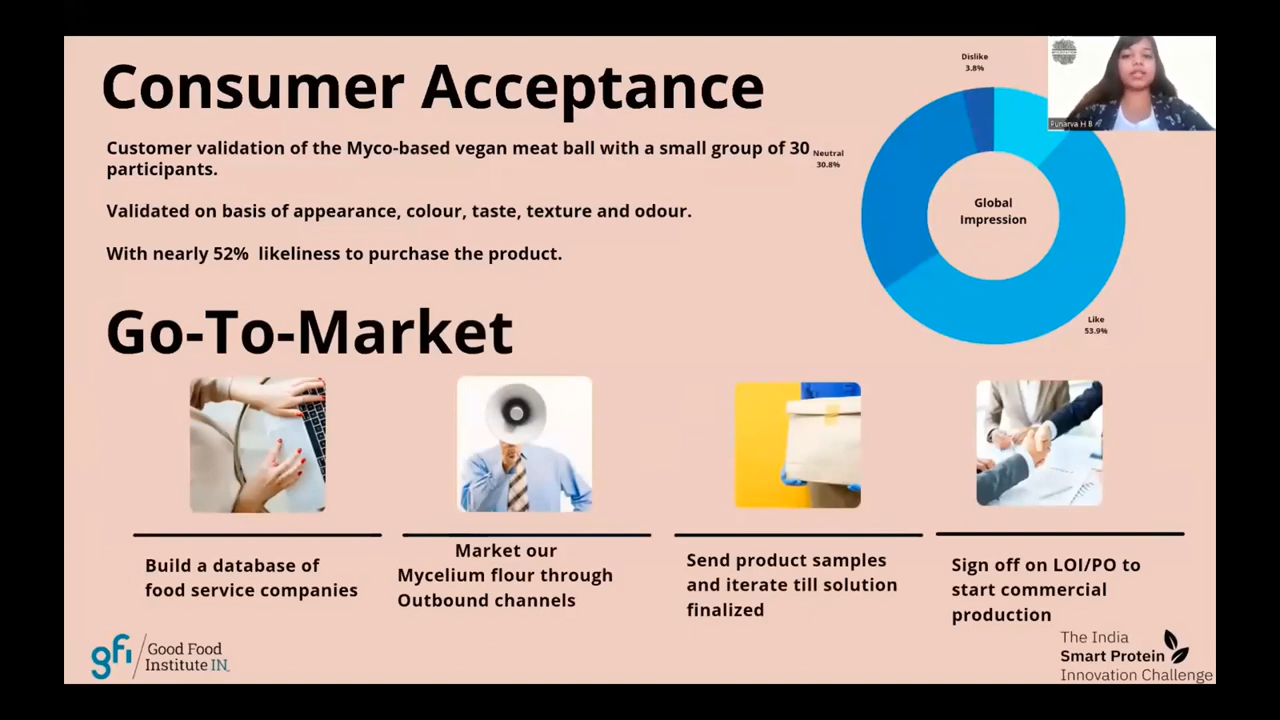 Consumer Acceptance
Customer validation of the Myco-based vegan meat ball with a small group of 30
participants.
Validated on basis of appearance, colour, taste, texture and odour.
With nearly 52% likeliness to purchase the product.
Dislike
3.8%
Neutral
30.8%
Global
Impression
Like
53.9%
Punarva H B
Go-To-Market
Build a database of
food service companies
Market our
Mycelium flour through
Outbound channels
Send product samples
and iterate till solution
finalized
Sign off on LOI/PO to
start commercial
production
gfi
Good Food
Institute IN
The India
Smart Protein
Innovation Challenge